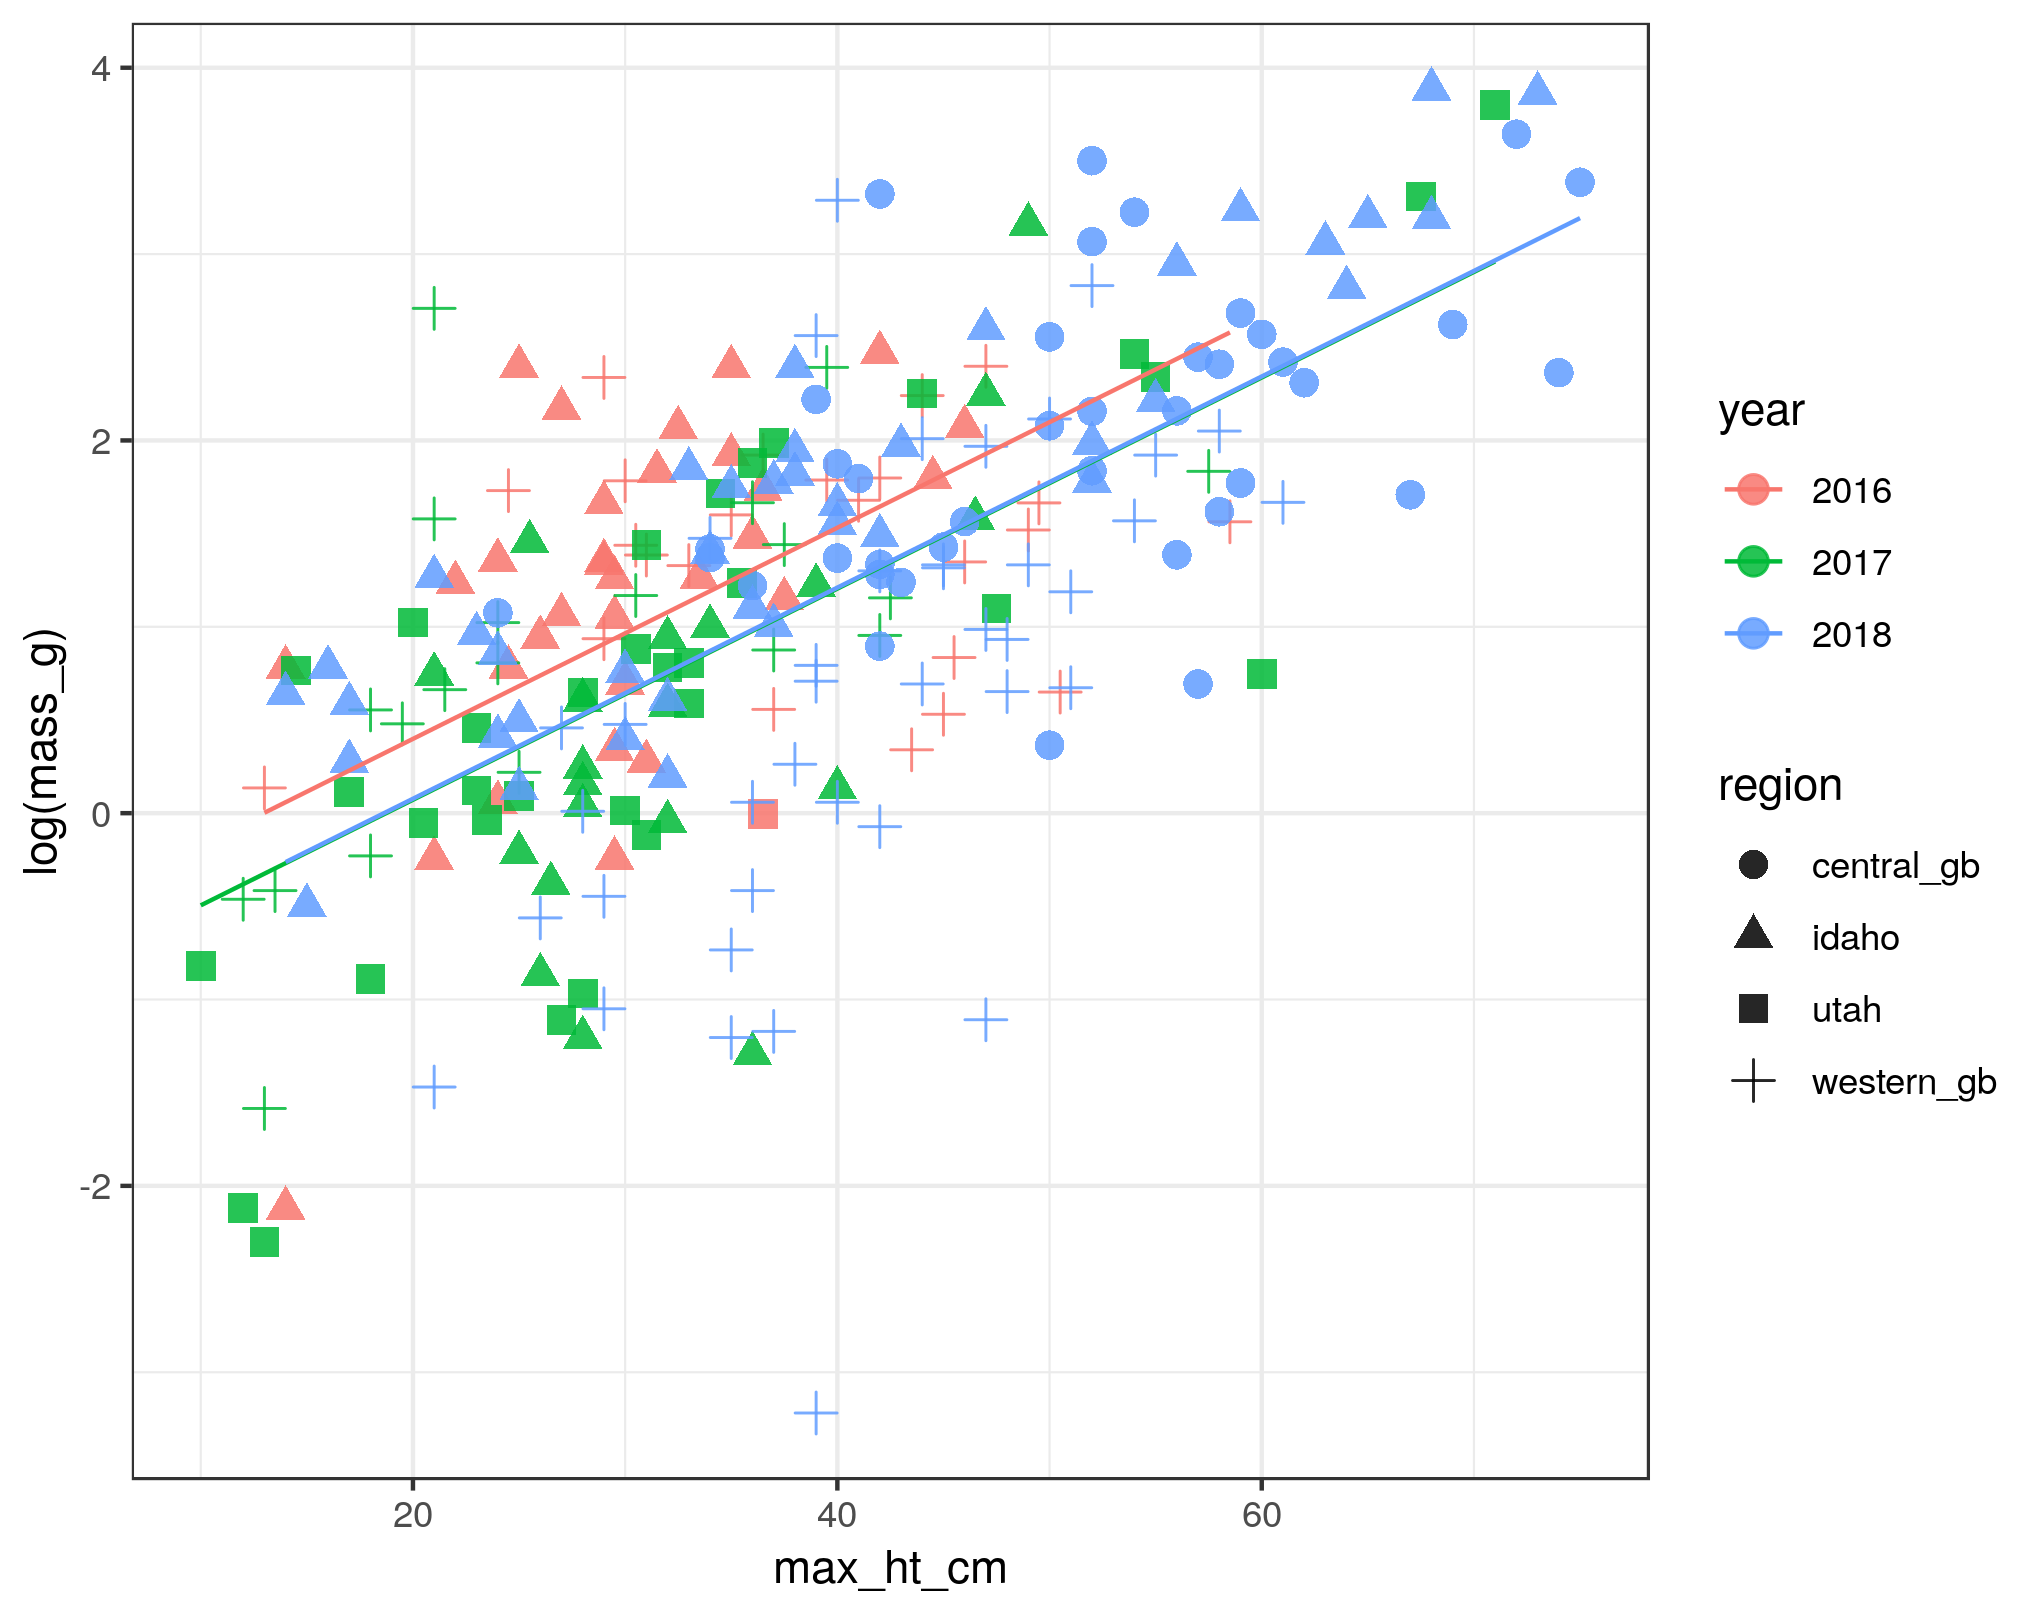 4
2
0
-2
log(mass_g)
20
40
60
max_ht_cm
year
2016
2017
2018
region
central_gb
idaho
utah
western_gb